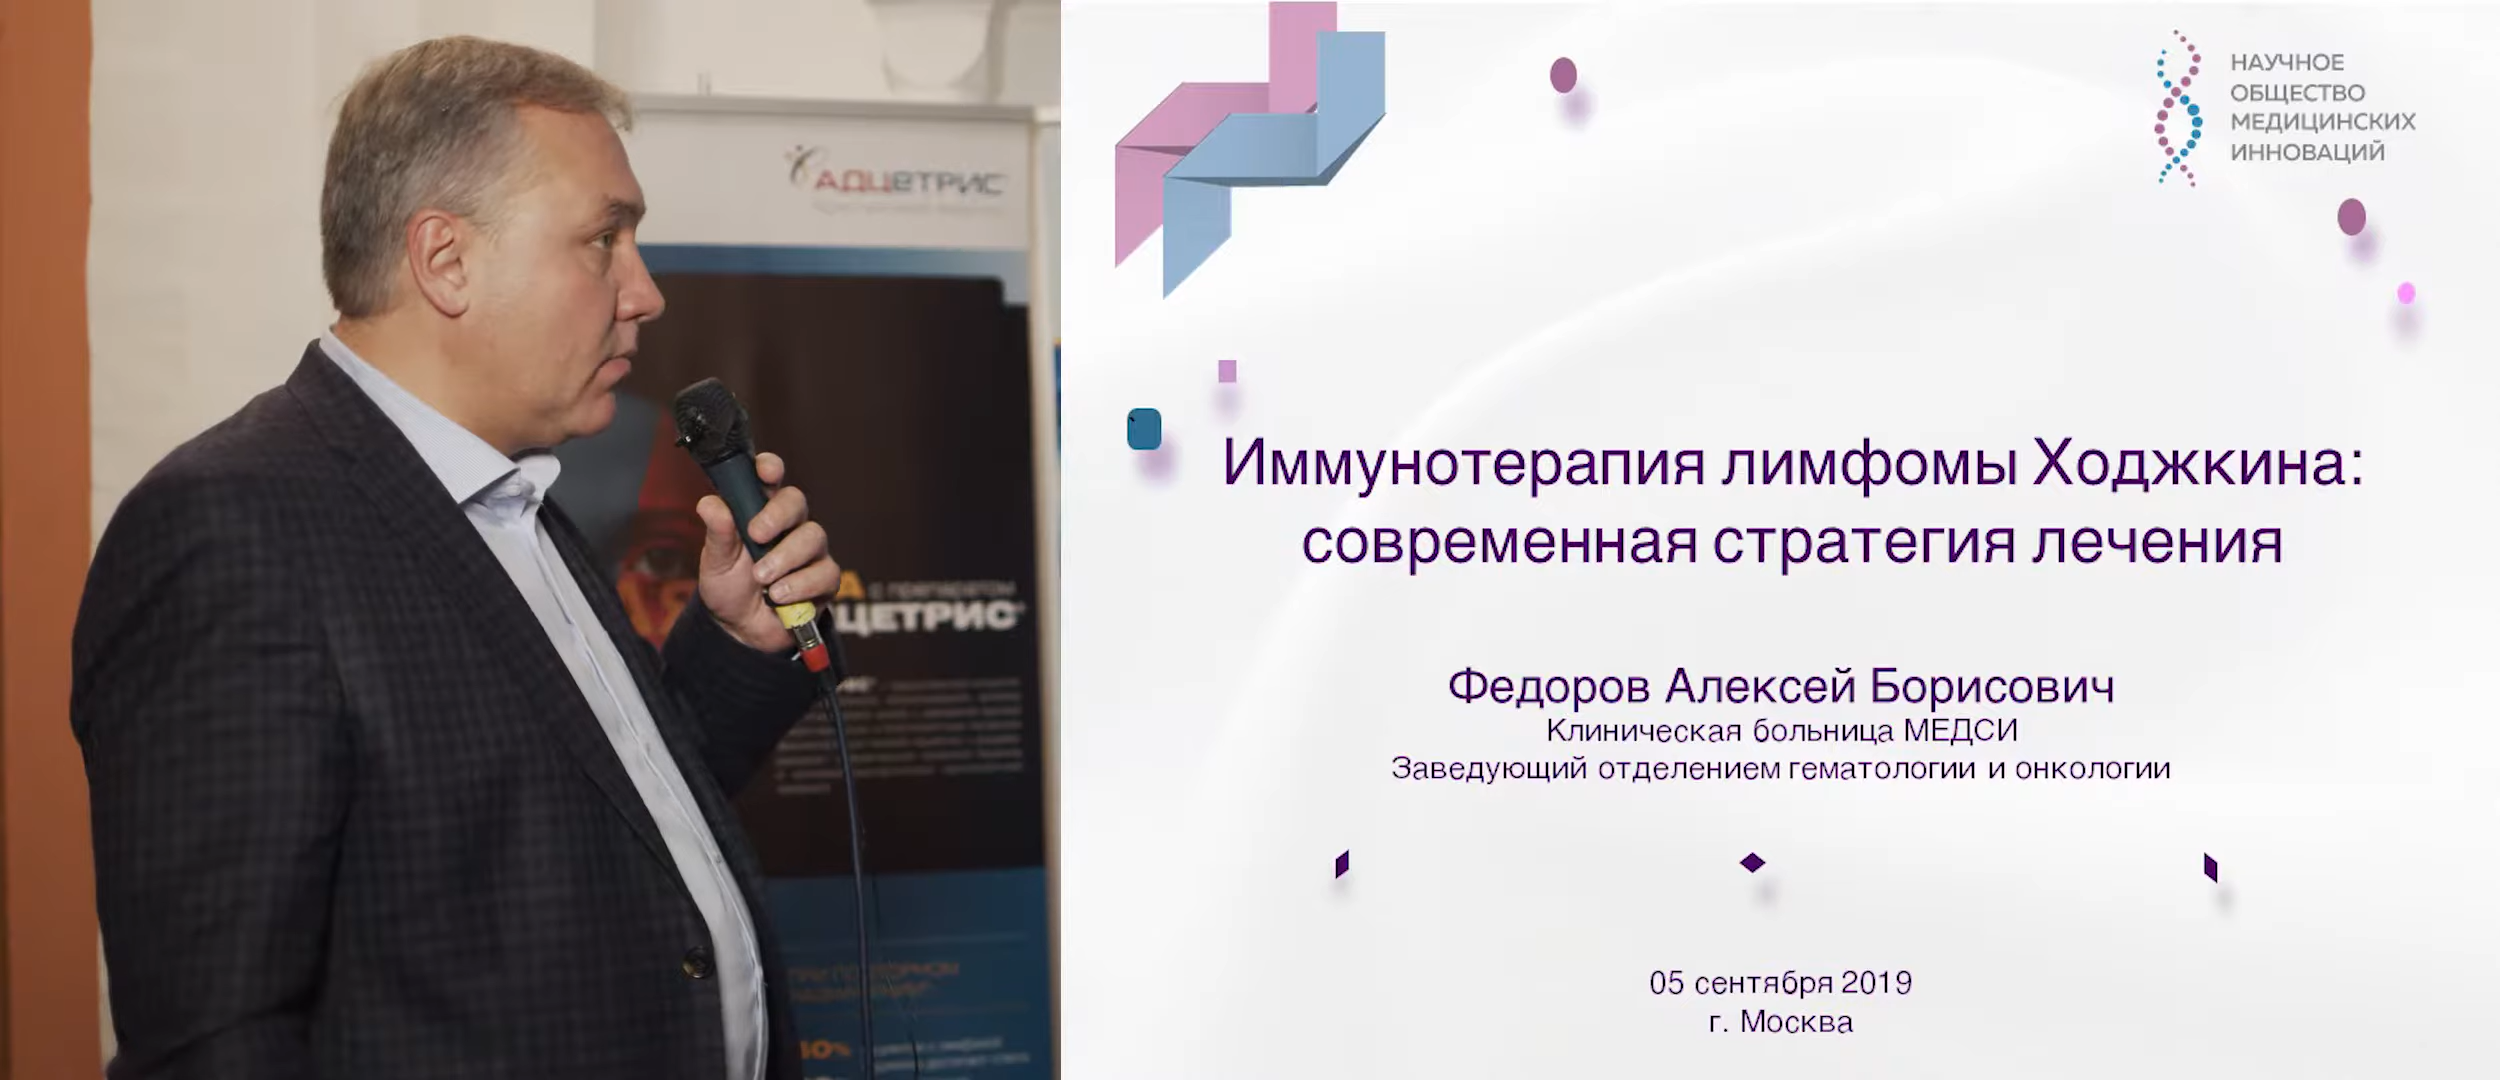 АДЦЕТРИС
с препаратом
ЦЕТРИС
НАУЧНОЕ
ОБЩЕСТВО
МЕДИЦИНСКИХ
ИННОВАЦИЙ
Иммунотерапия лимфомы Ходжкина:
современная стратегия лечения
Федоров Алексей Борисович
Клиническая больница МЕДСИ
Заведующий отделением гематологии и онкологии
05 сентября 2019
г. Москва